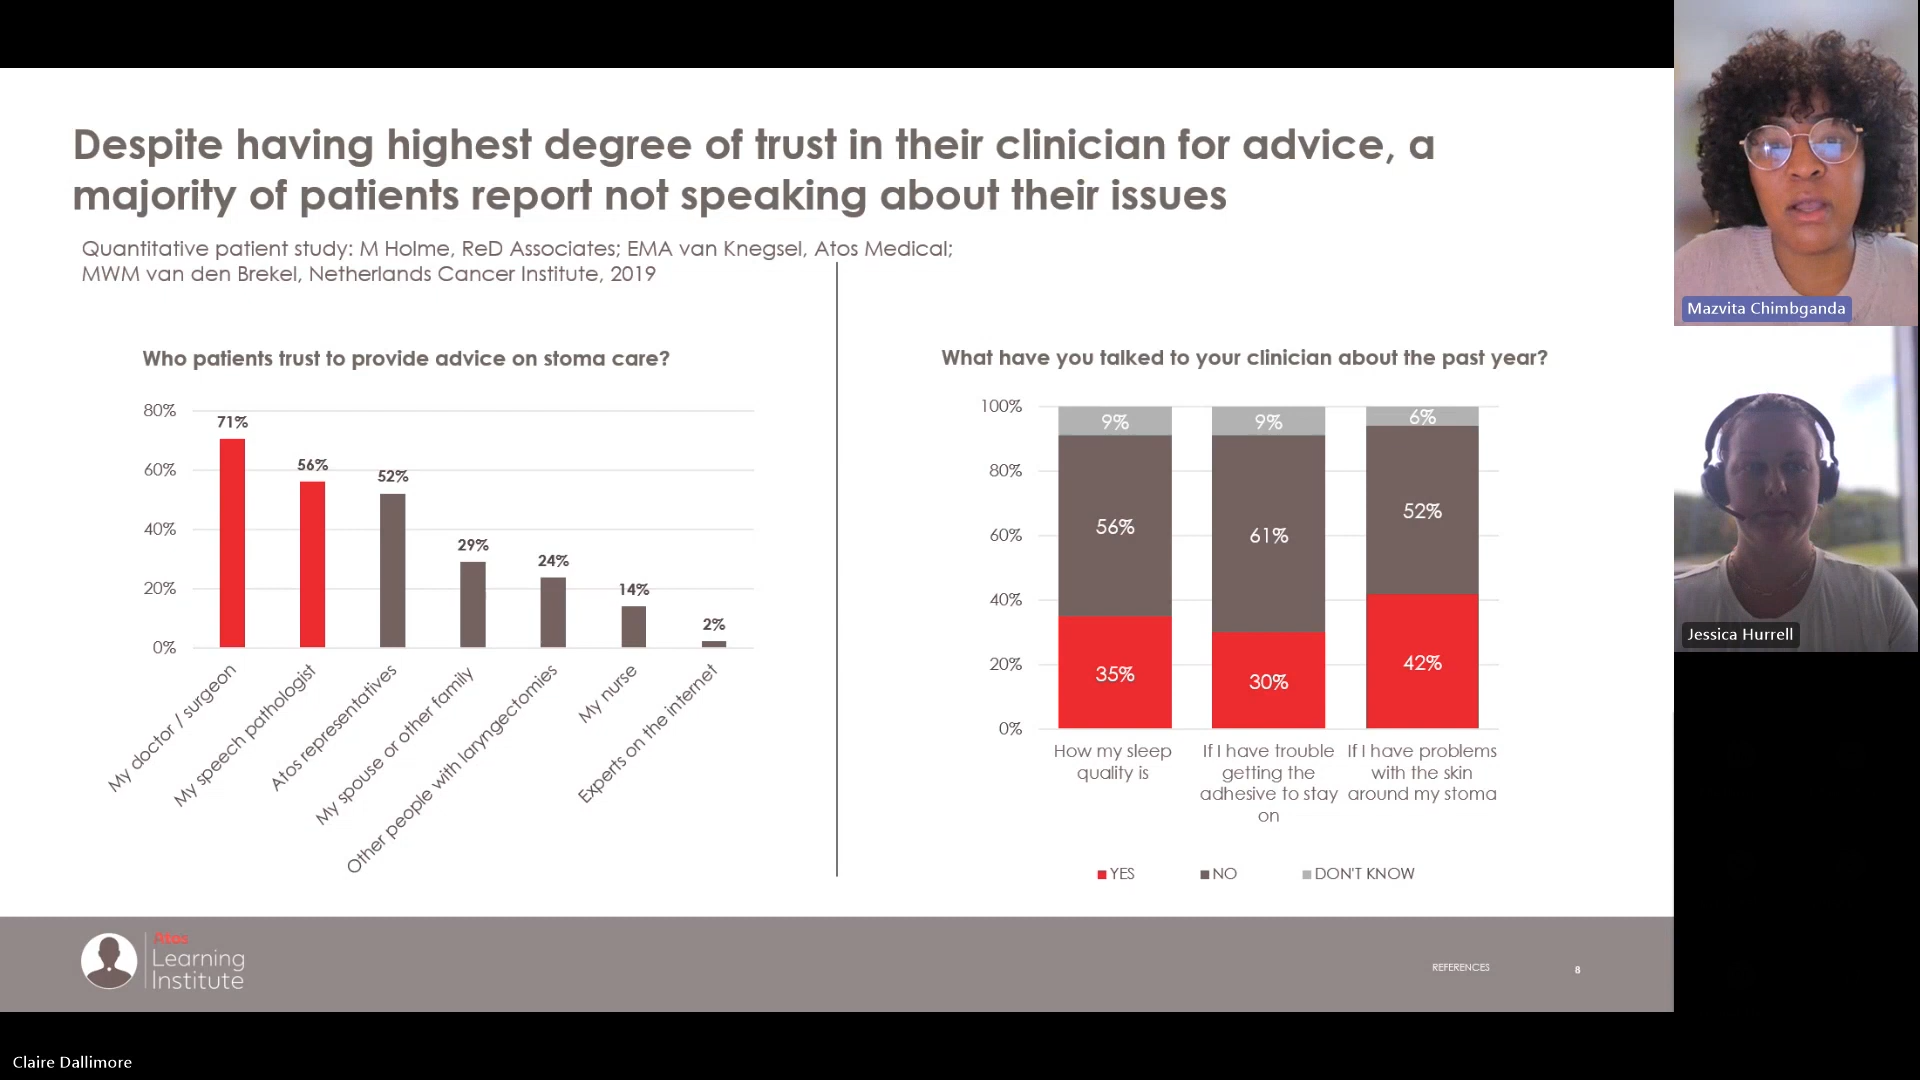 Despite having highest degree of trust in their clinician for advice, a
majority of patients report not speaking about their issues
Quantitative patient study: M Holme, ReD Associates; EMA van Knegsel, Atos Medical;
MWM van den Brekel, Netherlands Cancer Institute, 2019
Who patients trust to provide advice on stoma care?
80%
60%
40%
20%
0%
71%
56%
52%
29%
24%
14%
2%
My doctor / surgeon
My speech pathologist
Atos representatives
My spouse or other family
Other people with laryngectomies
My nurse
Experts on the internet
What have you talked to your clinician about the past year?
100%
80%
60%
40%
20%
0%
9%
56%
35%
9%
61%
30%
6%
52%
42%
How my sleep
quality is
If I have trouble
getting the
adhesive to stay
on
If I have problems
with the skin
around my stoma
YES
NO
DON'T KNOW
Atos
Learning
Institute
REFERENCES
8
Mazvita Chimbganda
Jessica Hurrell
Claire Dallimore